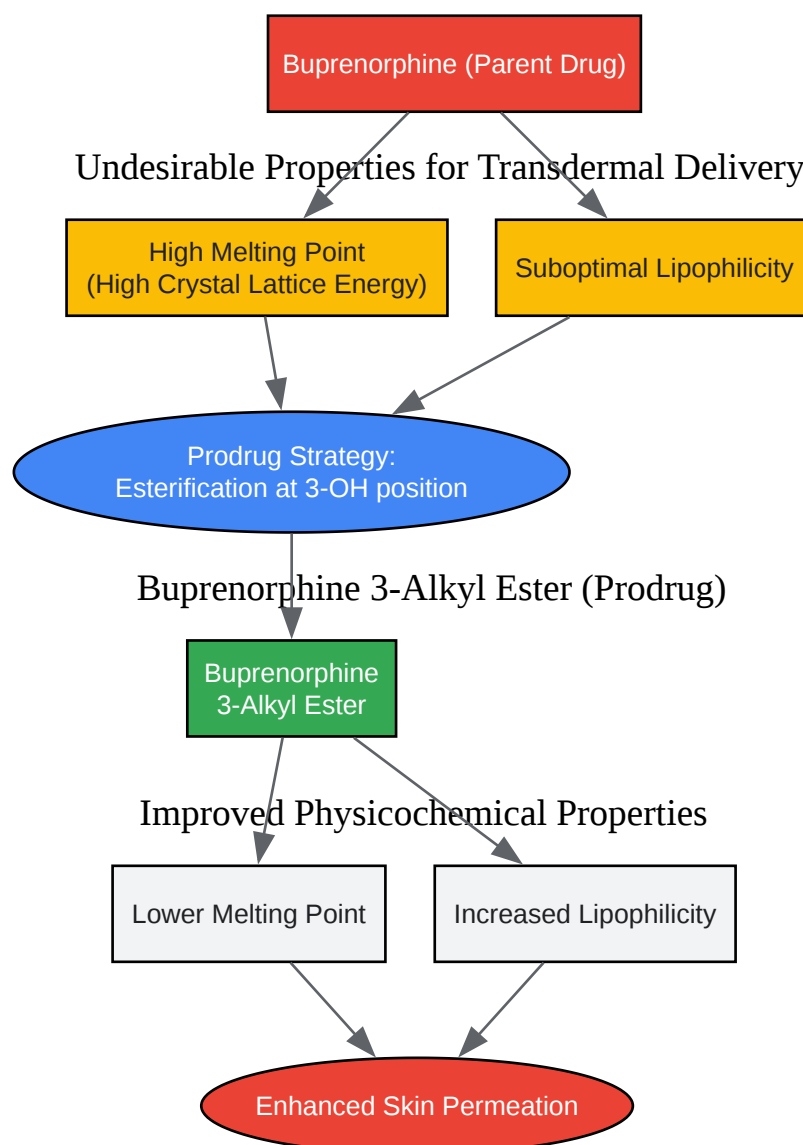 Buprenorphine (Parent Drug)
Undesirable Properties for Transdermal Delivery
High Melting Point
(High Crystal Lattice Energy)
Suboptimal Lipophilicity
Prodrug Strategy:
Esterification at 3-OH position
Buprenorphine 3-Alkyl Ester (Prodrug)
Buprenorphine
3-Alkyl Ester
Improved Physicochemical Properties
Lower Melting Point
Increased Lipophilicity
Enhanced Skin Permeation